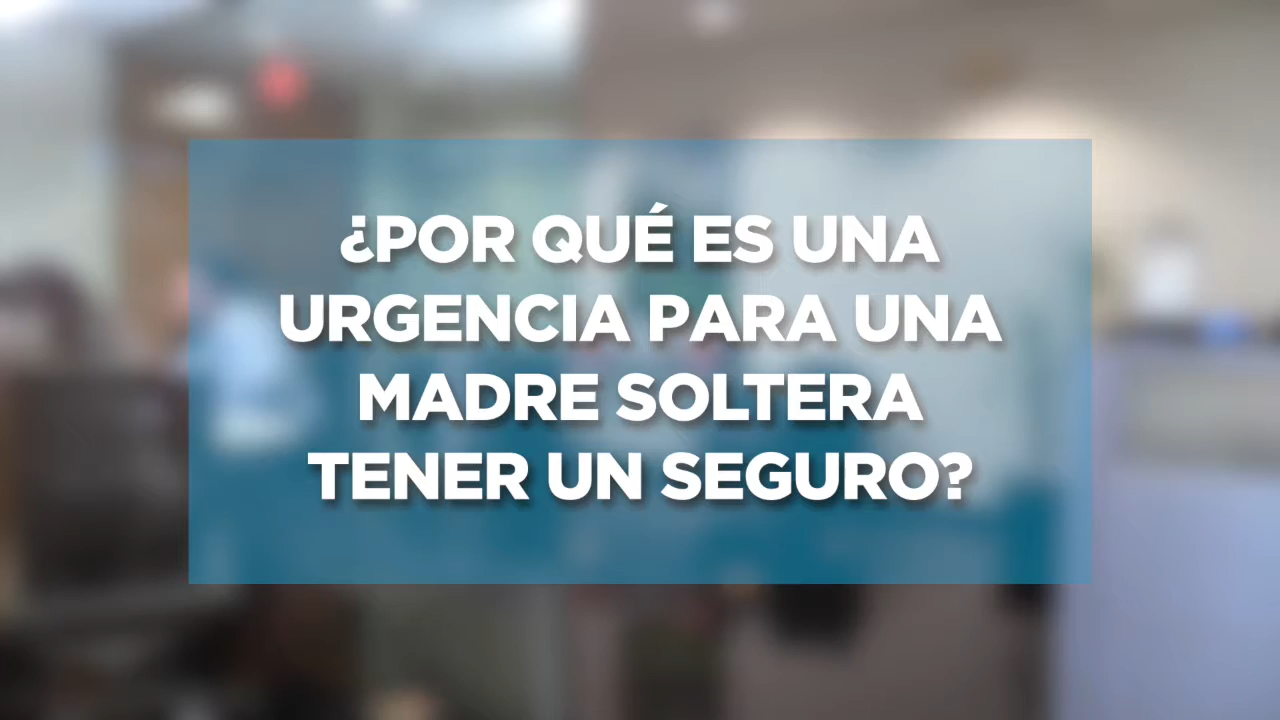 ¿POR QUÉ ES UNA
URGENCIA PARA UNA
MADRE SOLTERA
TENER UN SEGURO?